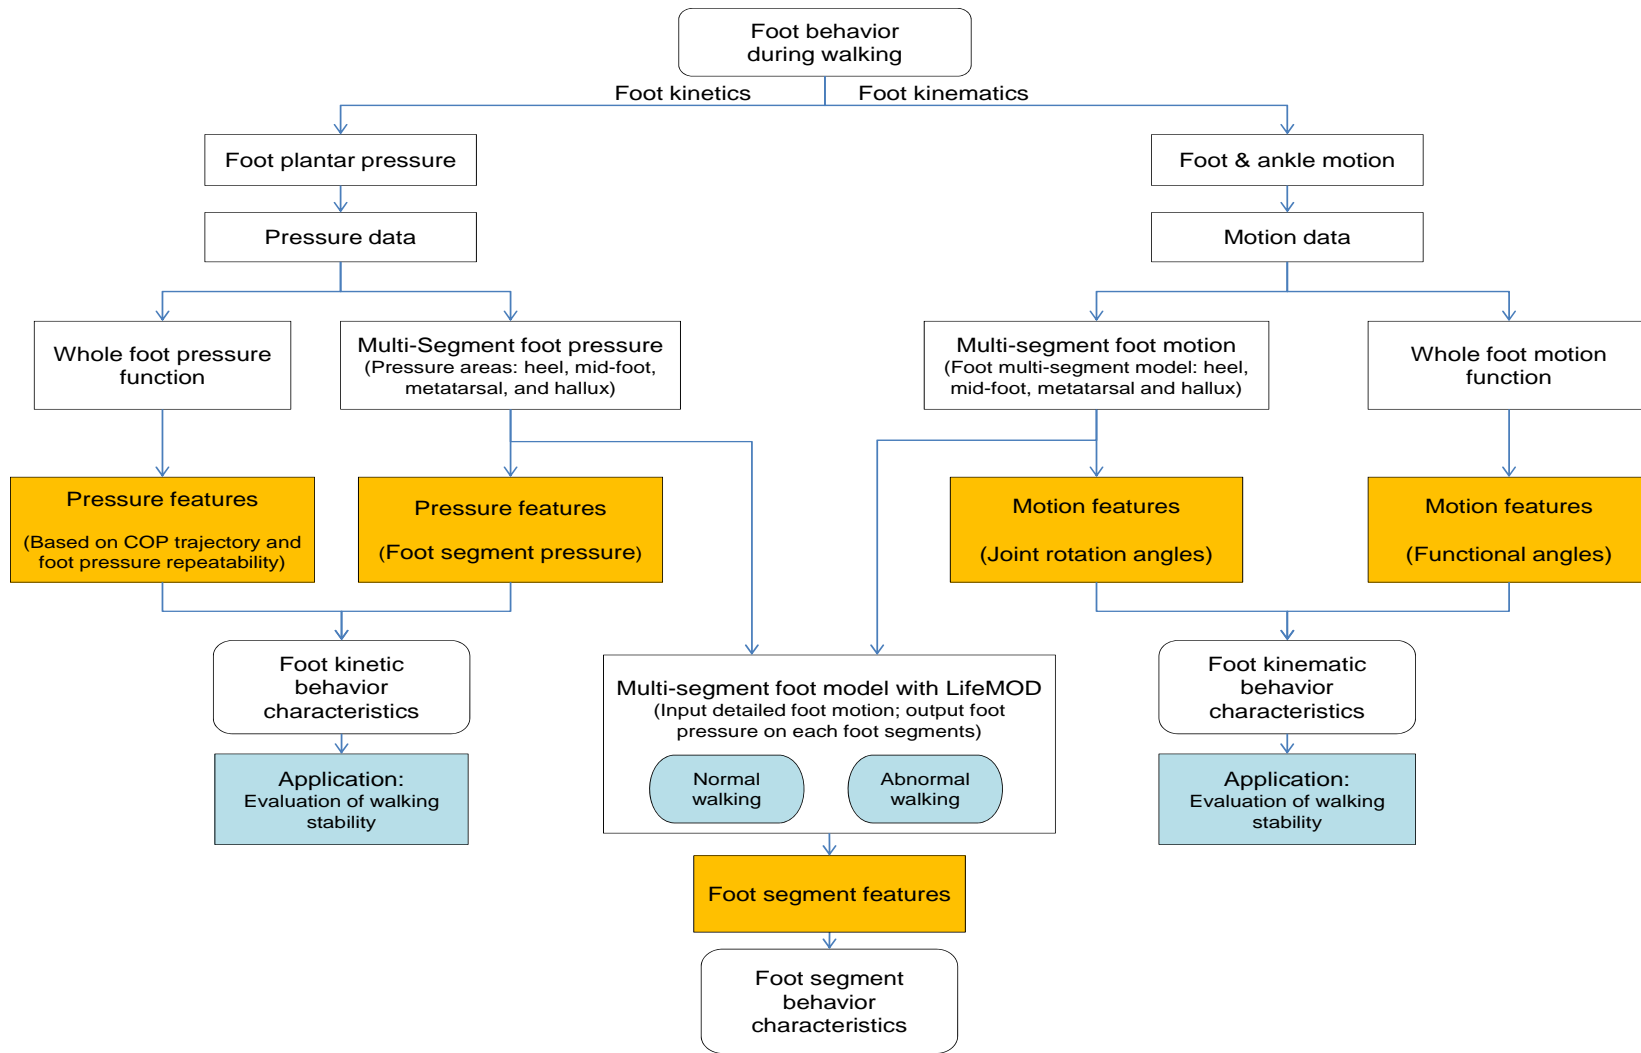 Foot behavior
during walking
Foot kinetics
Foot kinematics
Foot plantar pressure
Foot & ankle motion
Pressure data
Motion data
Whole foot pressure
function
Multi-Segment foot pressure
(Pressure areas: heel, mid-foot,
metatarsal, and hallux)
Multi-segment foot motion
(Foot multi-segment model: heel,
mid-foot, metatarsal and hallux)
Whole foot motion
function
Pressure features
(Based on COP trajectory and
foot pressure repeatability)
Pressure features
(Foot segment pressure)
Motion features
(Joint rotation angles)
Motion features
(Functional angles)
Foot kinetic
behavior
characteristics
Multi-segment foot model with LifeMOD
(Input detailed foot motion; output foot
pressure on each foot segments)
Foot kinematic
behavior
characteristics
Application:
Evaluation of walking
stability
Normal
walking
Abnormal
walking
Application:
Evaluation of walking
stability
Foot segment features
Foot segment
behavior
characteristics